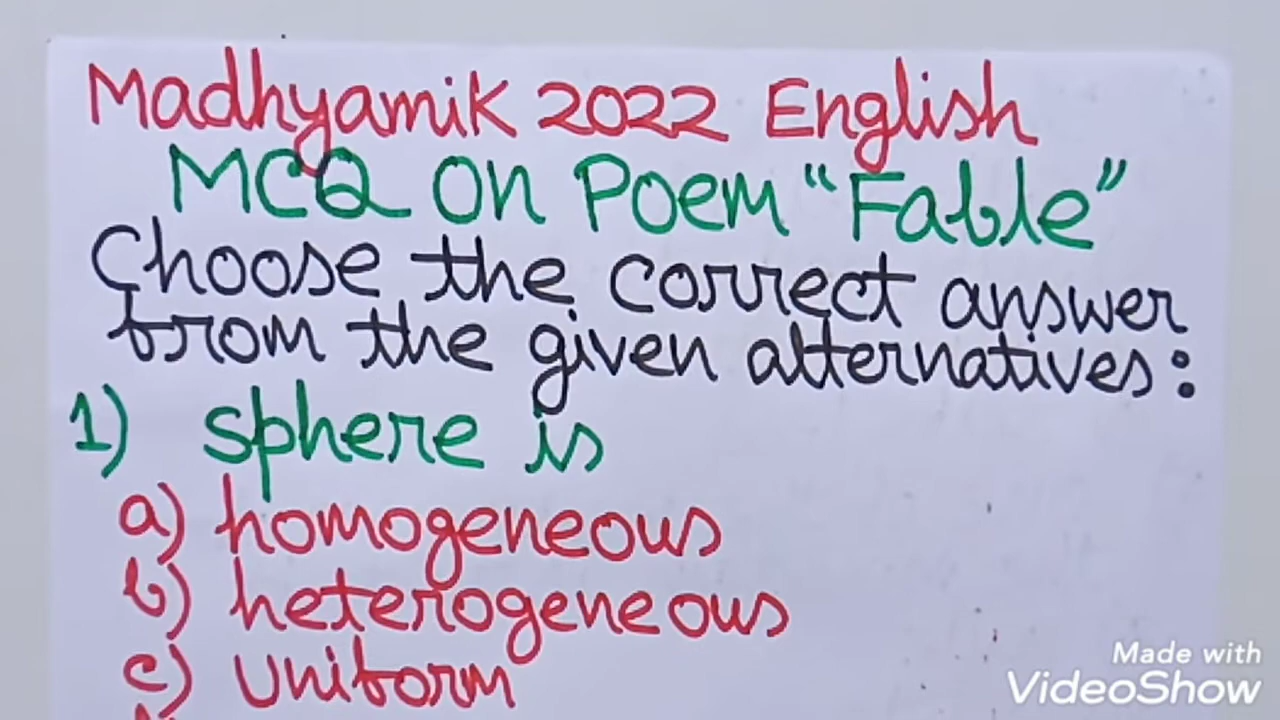 Madhyamik 2022 English
MCQ on Poem "Fable"
Choose the correct answer
from the given alternatives:
1) sphere is
a) homogeneous
b) heterogeneous
c) uniform
Made with
VideoShow